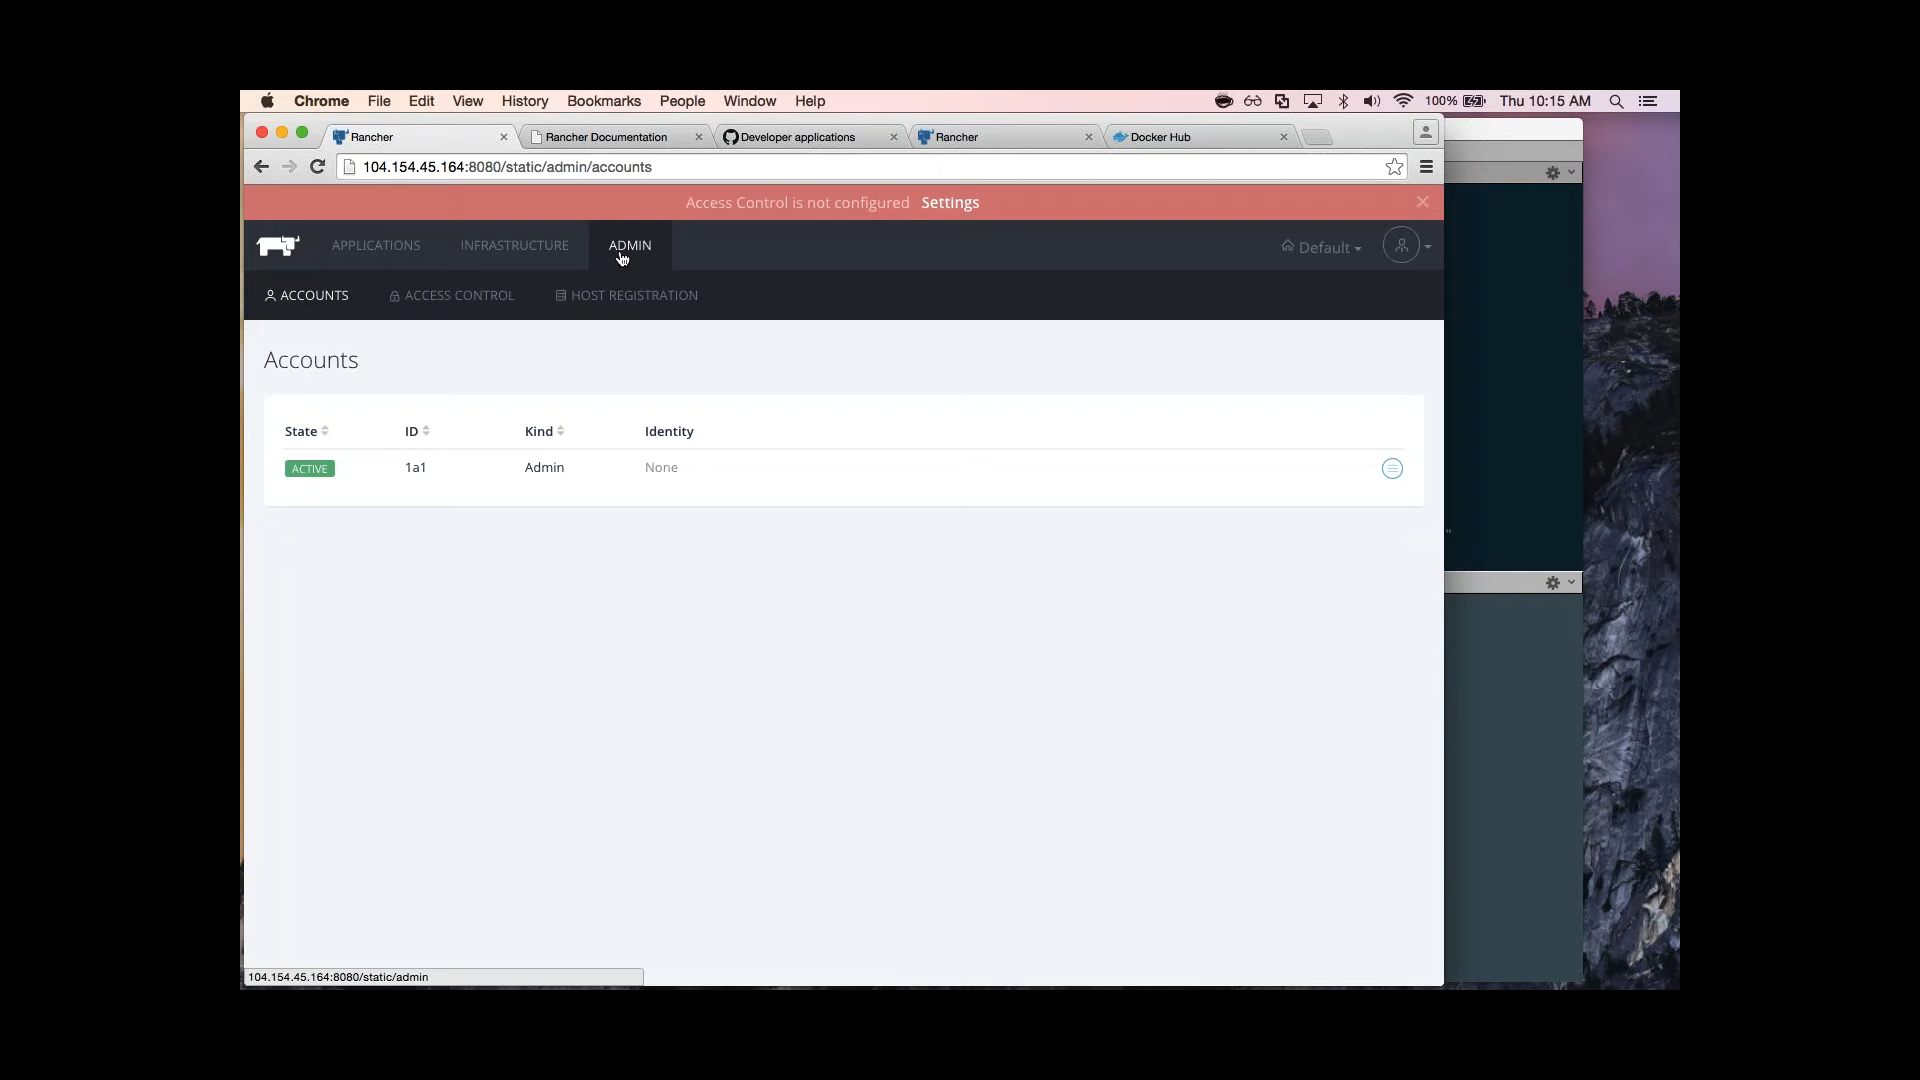 Chrome File Edit View History Bookmarks People Window Help 100% Thu 10:15 AM
Rancher Rancher Documentation Developer applications Rancher Docker Hub
104.154.45.164:8080/static/admin/accounts
Access Control is not configured Settings
APPLICATIONS INFRASTRUCTURE ADMIN Default
ACCOUNTS ACCESS CONTROL HOST REGISTRATION
Accounts
State ID Kind Identity
ACTIVE 1a1 Admin None
"
104.154.45.164:8080/static/admin